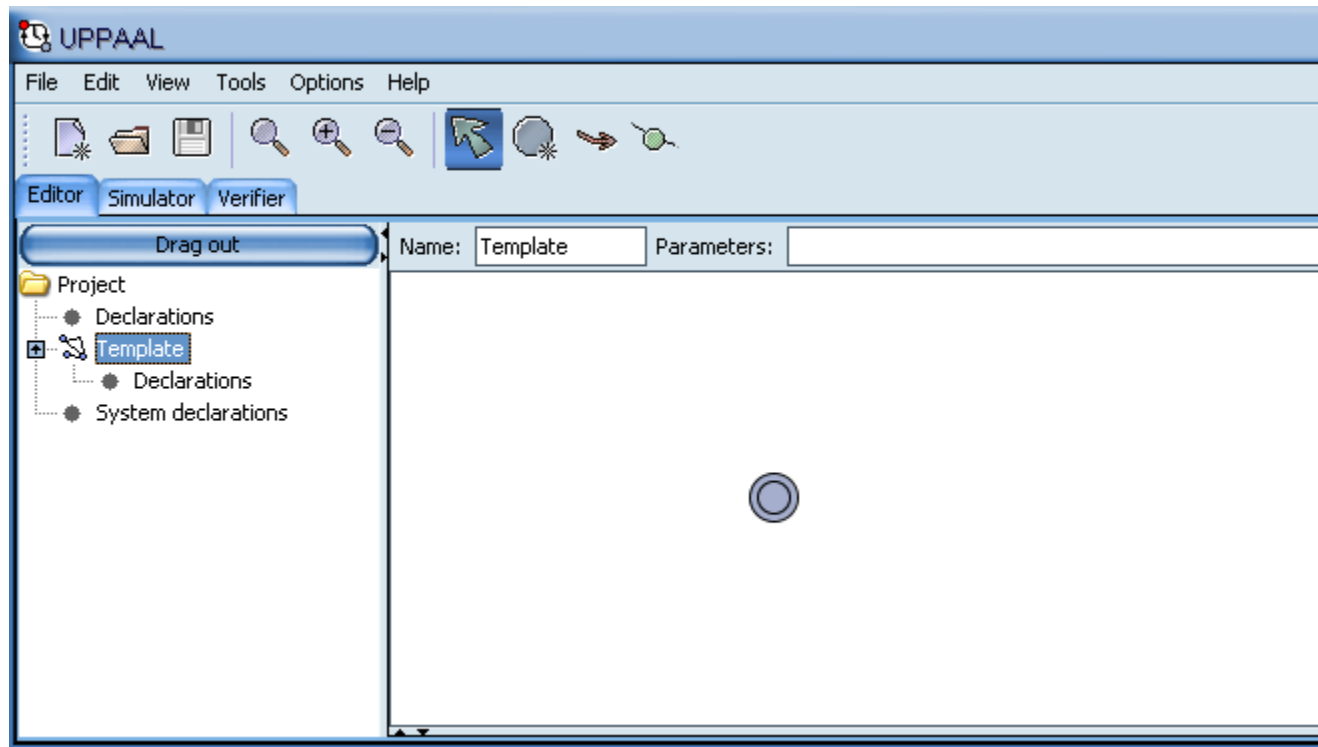 UPPAAL
File Edit View Tools Options Help
Editor Simulator Verifier
Drag out
Name: Template Parameters:
Project
Declarations
Template
Declarations
System declarations